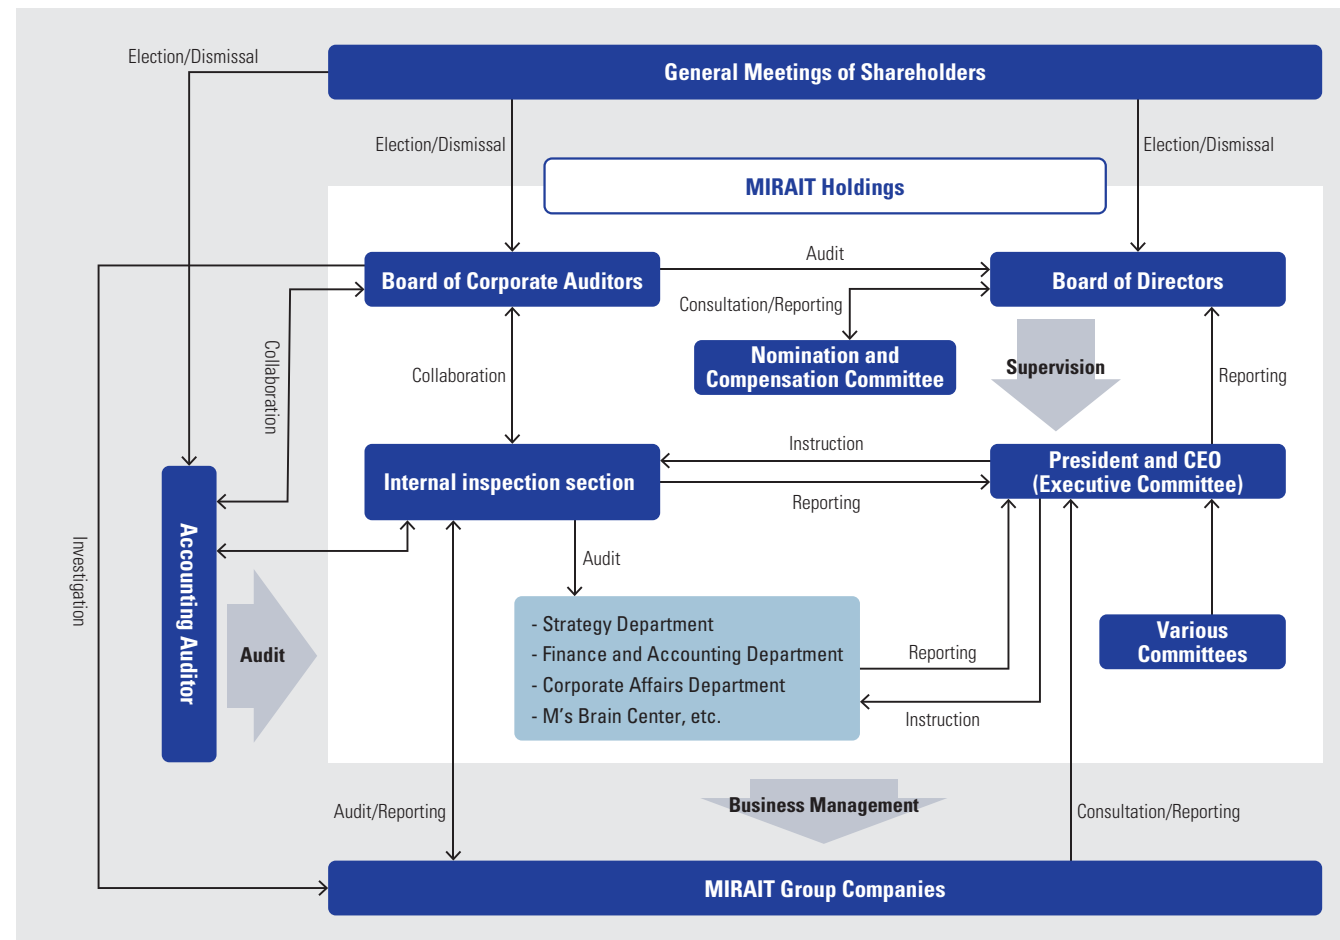 Election/Dismissal
General Meetings of Shareholders
Election/Dismissal
Election/Dismissal
MIRAIT Holdings
Audit
Board of Corporate Auditors
Board of Directors
Consultation/Reporting
Nomination and
Compensation Committee
Supervision
Collaboration
Collaboration
Reporting
Instruction
President and CEO
(Executive Committee)
Internal inspection section
Reporting
Accounting Auditor
Investigation
Audit
Audit
- Strategy Department
- Finance and Accounting Department
- Corporate Affairs Department
- M’s Brain Center, etc.
Reporting
Instruction
Various
Committees
Audit/Reporting
Business Management
Consultation/Reporting
MIRAIT Group Companies